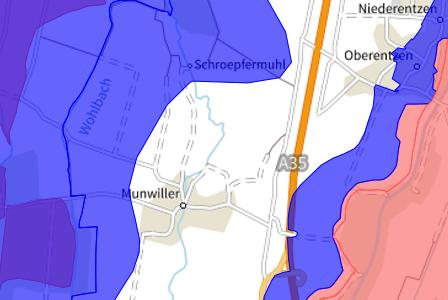 Niederentzen
Oberentzen
Schroepfermuhl
Wohlbach
A35
Munwiller